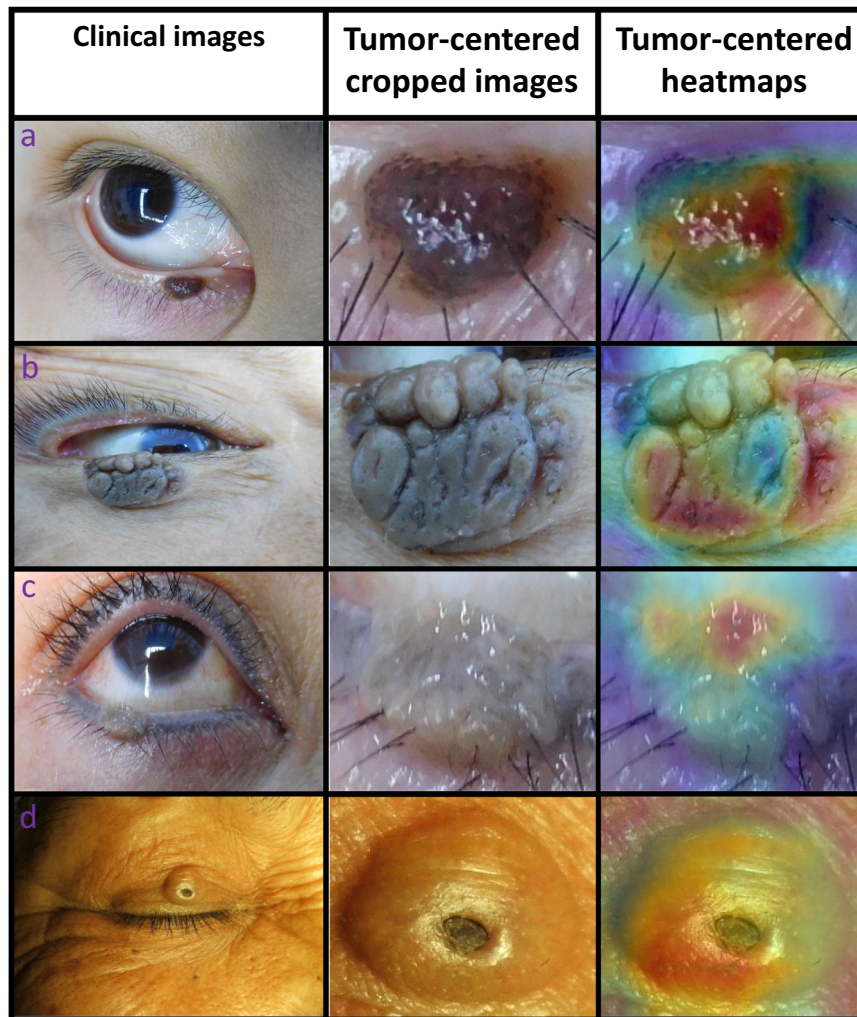 Clinical images
Tumor-centered
cropped images
Tumor-centered
heatmaps
a
b
c
d